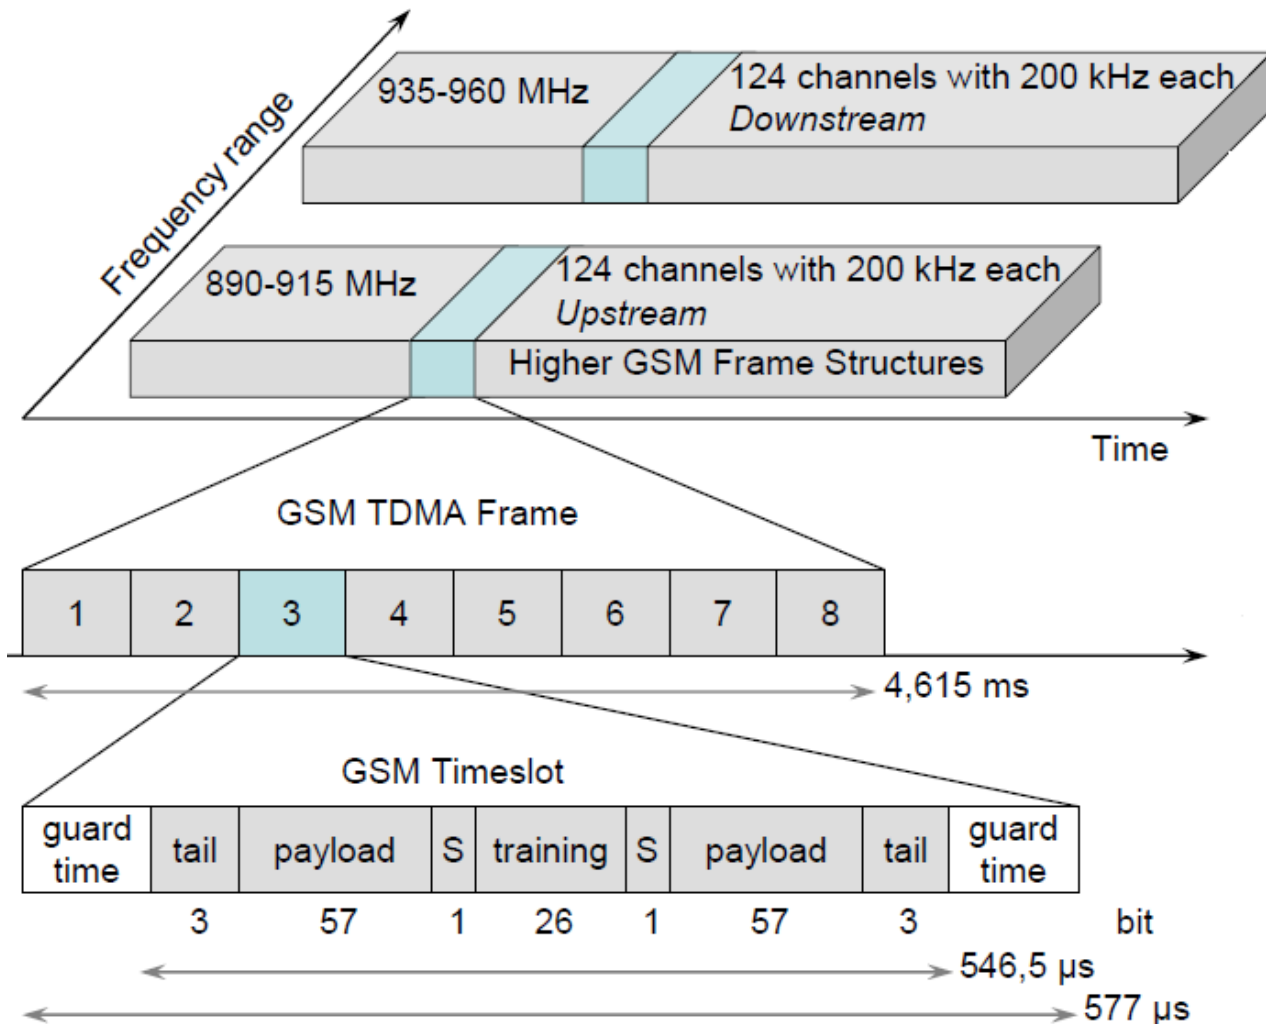 935-960 MHz
124 channels with 200 kHz each
Downstream
Frequency range
890-915 MHz
124 channels with 200 kHz each
Upstream
Higher GSM Frame Structures
Time
GSM TDMA Frame
1 2 3 4 5 6 7 8
4,615 ms
GSM Timeslot
guard time
tail
payload
S
training
S
payload
tail
guard time
3 57 1 26 1 57 3 bit
546,5 µs
577 µs